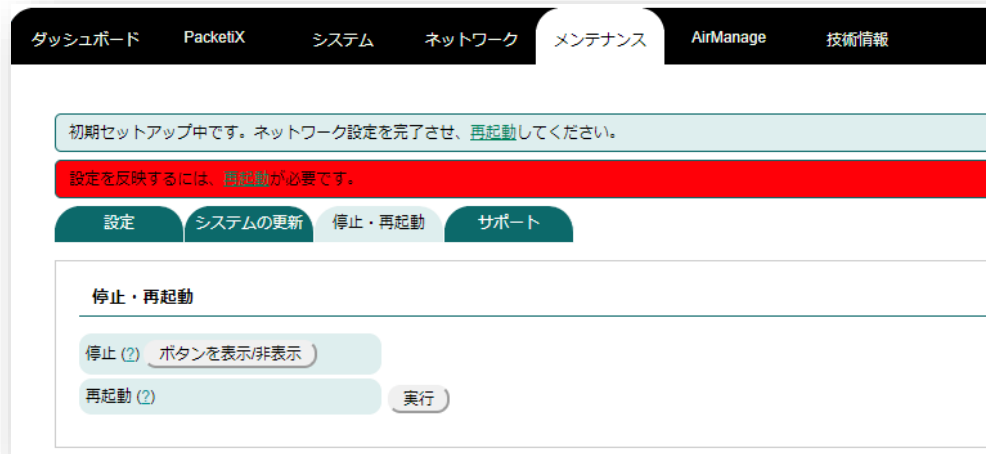 ダッシュボード PacketiX システム ネットワーク メンテナンス AirManage 技術情報
初期セットアップ中です。ネットワーク設定を完了させ、再起動してください。
設定を反映するには、再起動が必要です。
設定 システムの更新 停止・再起動 サポート
停止・再起動
停止 (?) ボタンを表示/非表示
再起動 (?) 実行